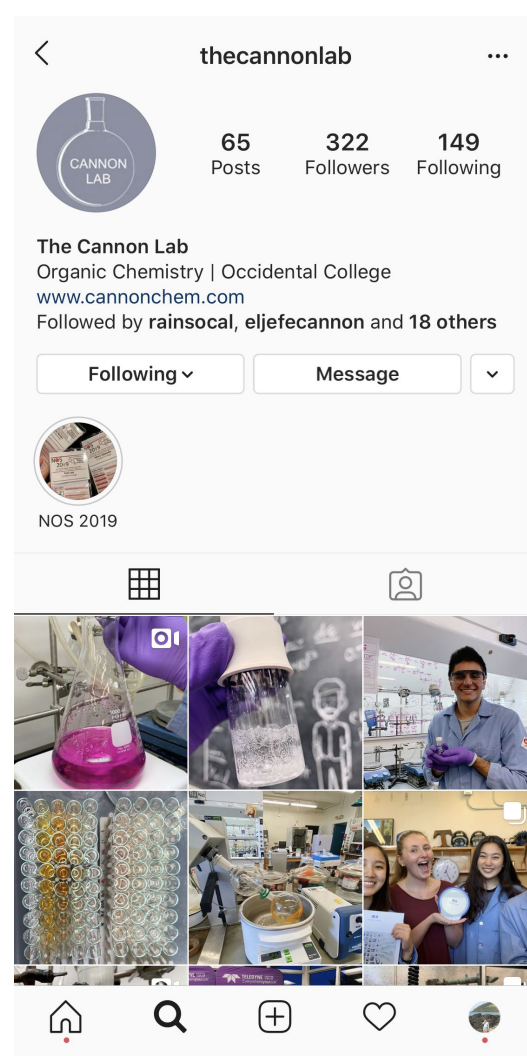 thecannonlab
CANNON
LAB
65 322 149
Posts Followers Following
The Cannon Lab
Organic Chemistry | Occidental College
www.cannonchem.com
Followed by rainsocal, eljefecannon and 18 others
Following Message
NOS 2019
TELEDYNE